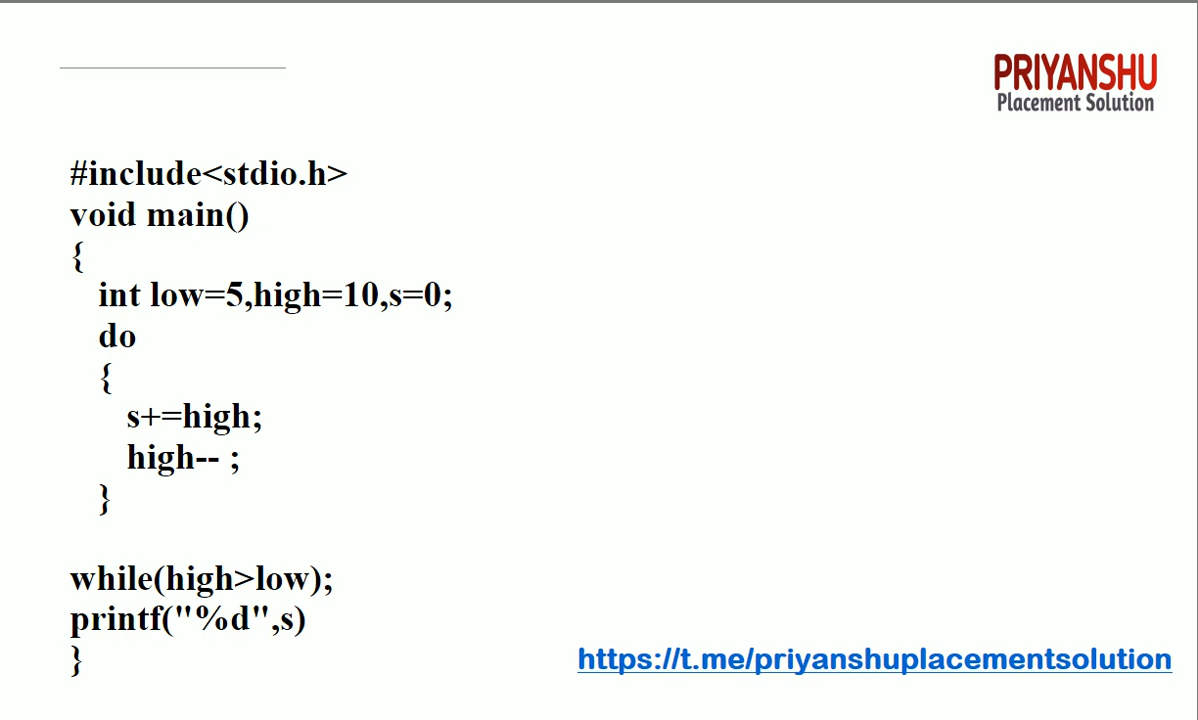 PRIYANSHU
Placement Solution
#include<stdio.h>
void main()
{
int low=5,high=10,s=0;
do
{
s+=high;
high-- ;
}
while(high>low);
printf("%d",s)
}
https://t.me/priyanshuplacementsolution